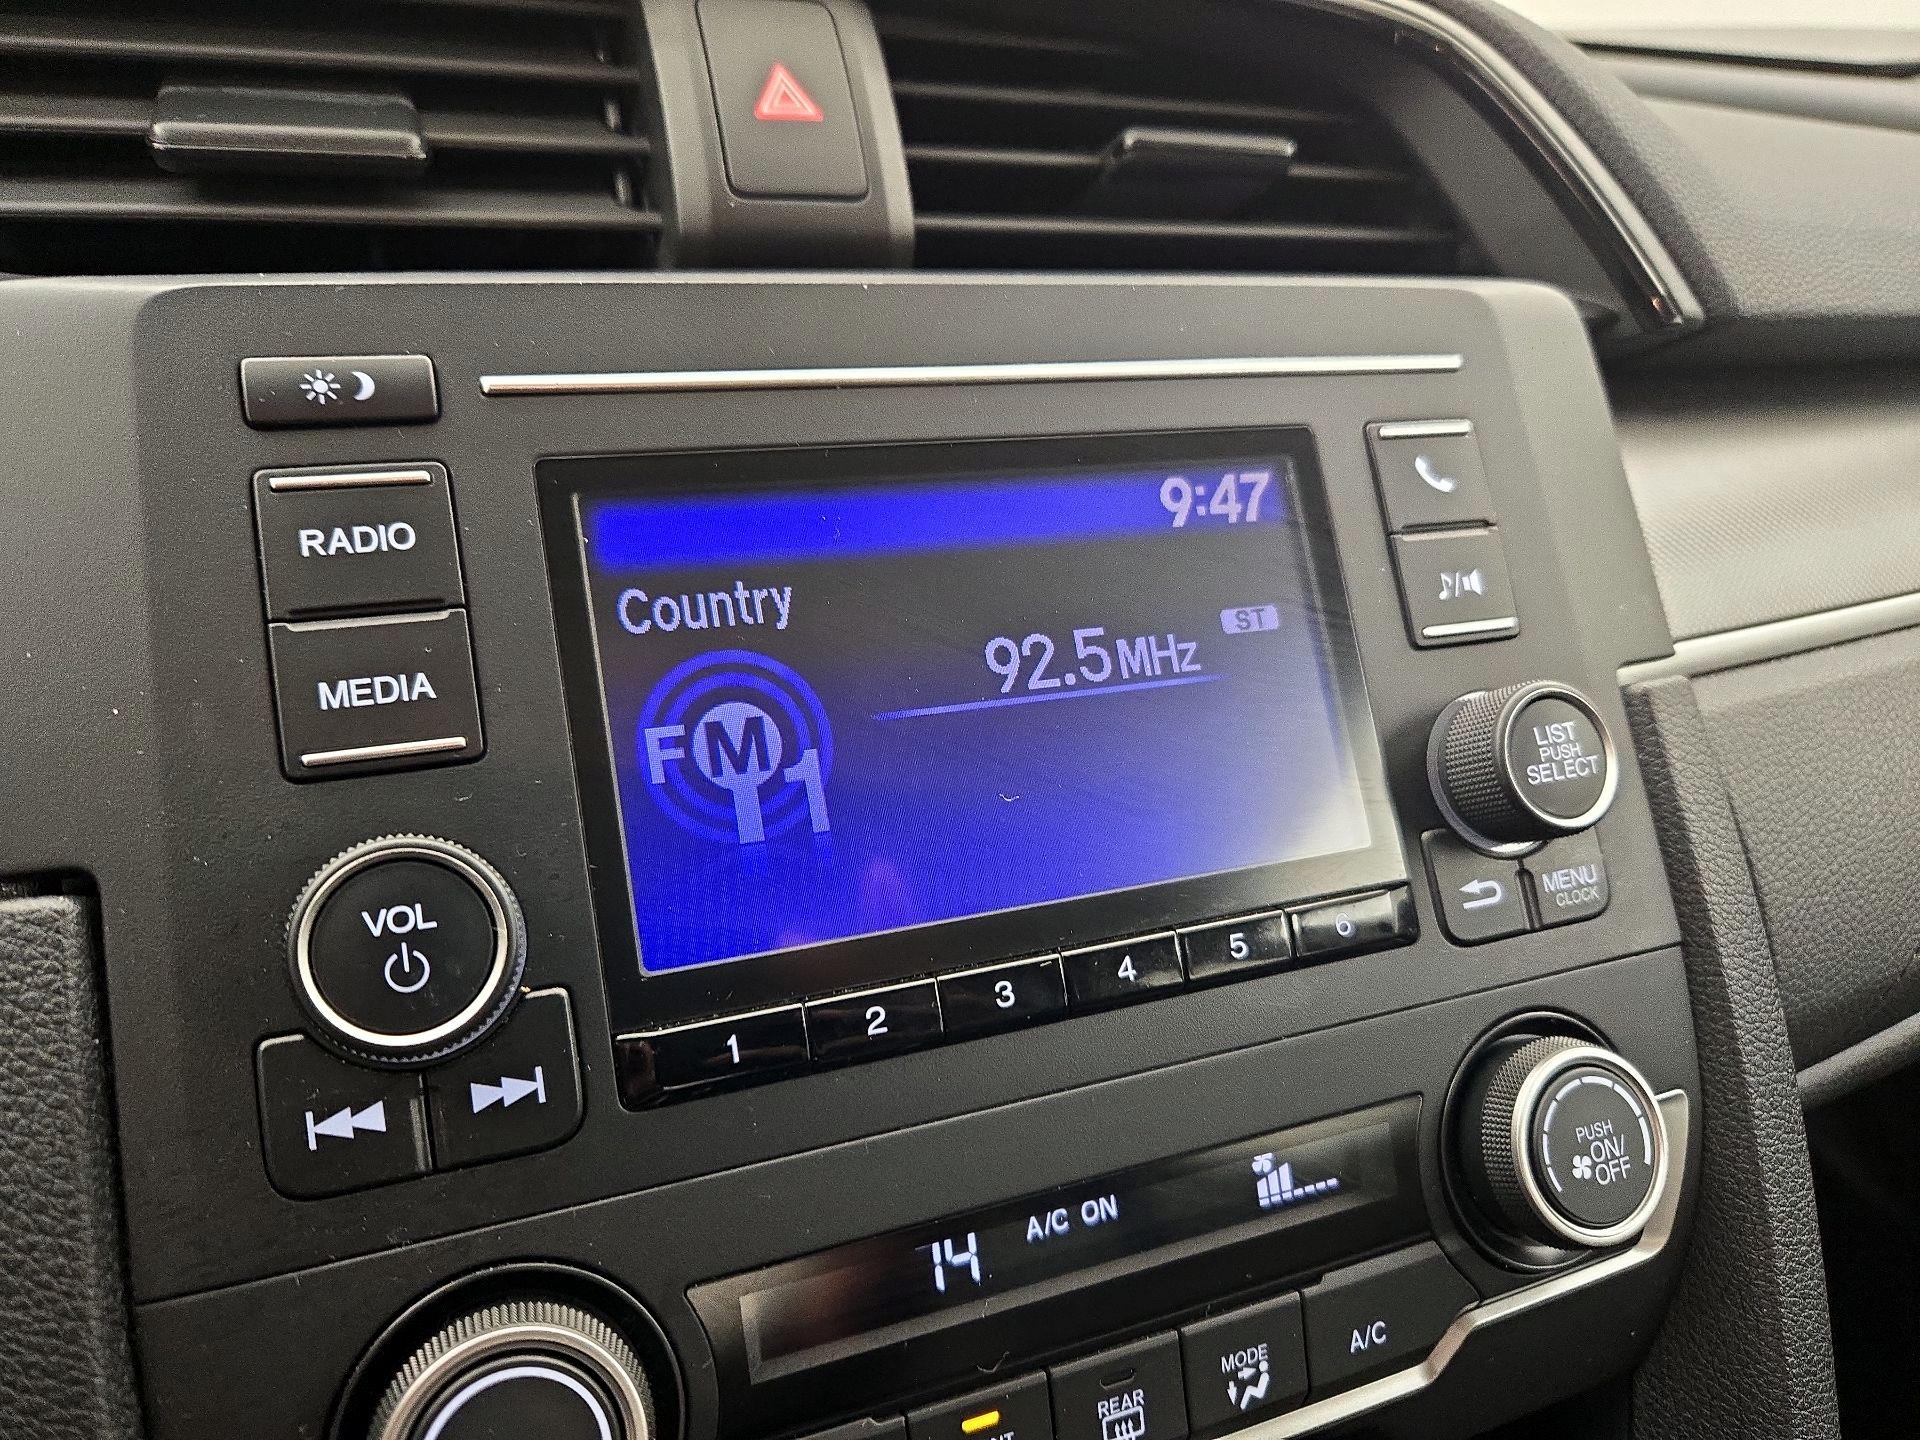 9:47
Country
ST
92.5MHz
FM
1
RADIO
MEDIA
VOL
LIST
PUSH
SELECT
MENU
CLOCK
1 2 3 4 5 6
PUSH
ON/
OFF
74
A/C ON
MODE
A/C
REAR